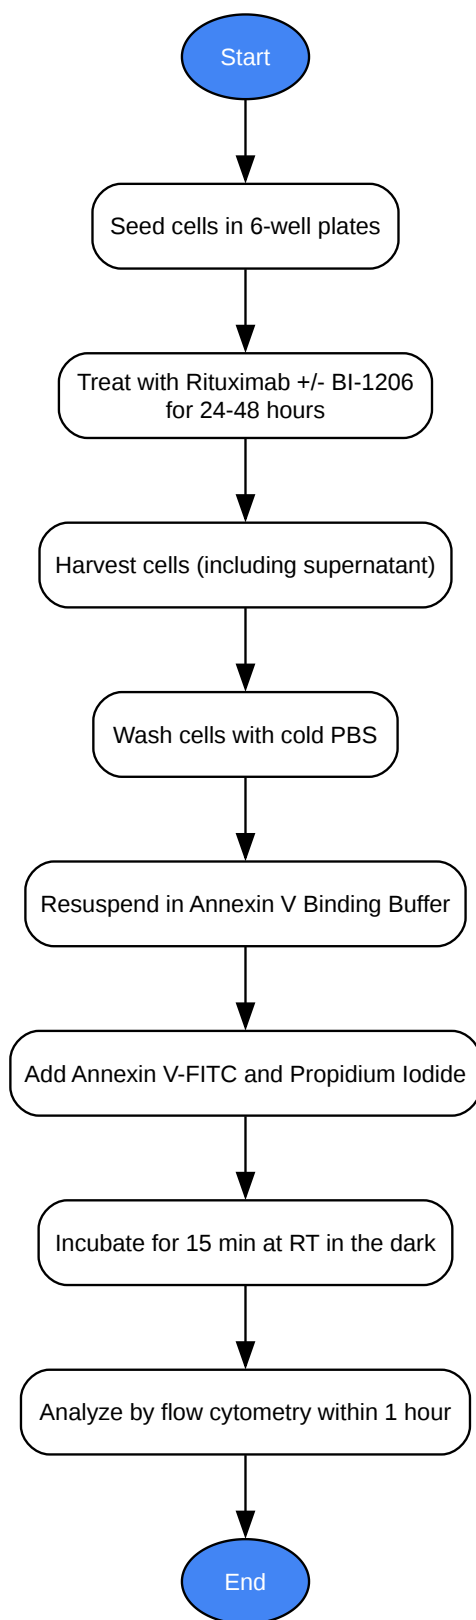 Start
Seed cells in 6-well plates
Treat with Rituximab +/- BI-1206
for 24-48 hours
Harvest cells (including supernatant)
Wash cells with cold PBS
Resuspend in Annexin V Binding Buffer
Add Annexin V-FITC and Propidium Iodide
Incubate for 15 min at RT in the dark
Analyze by flow cytometry within 1 hour
End